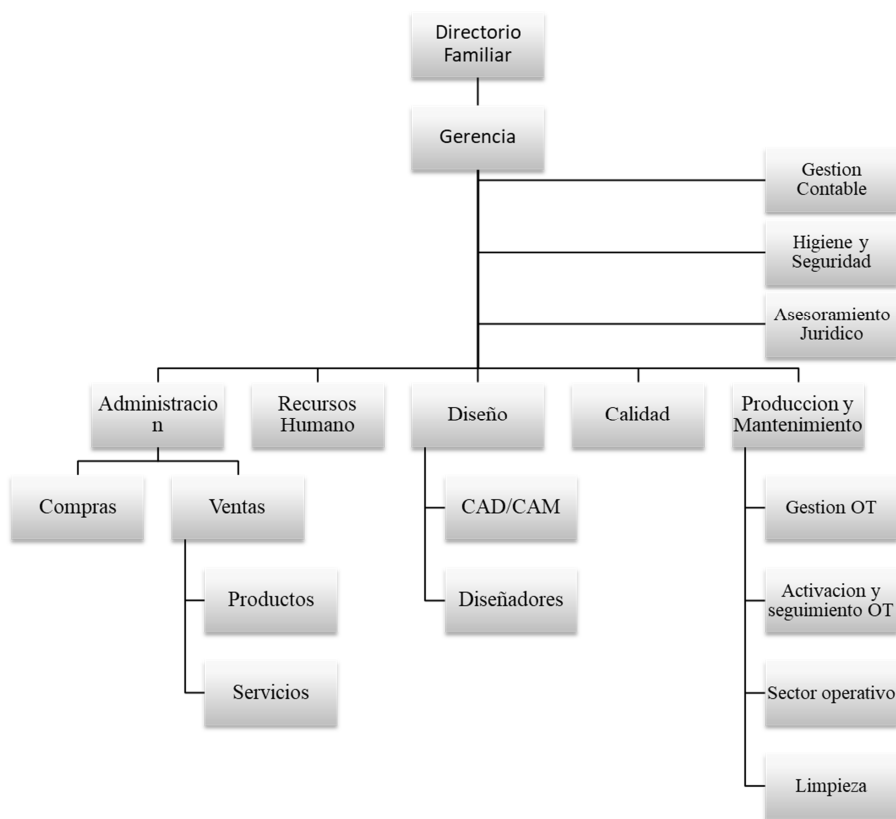 Directorio
Familiar
Gerencia
Gestion
Contable
Higiene y
Seguridad
Asesoramiento
Juridico
Administracio
n
Recursos
Humano
Diseño
Calidad
Produccion y
Mantenimiento
Compras
Ventas
CAD/CAM
Gestion OT
Productos
Diseñadores
Activacion y
seguimiento OT
Servicios
Sector operativo
Limpieza